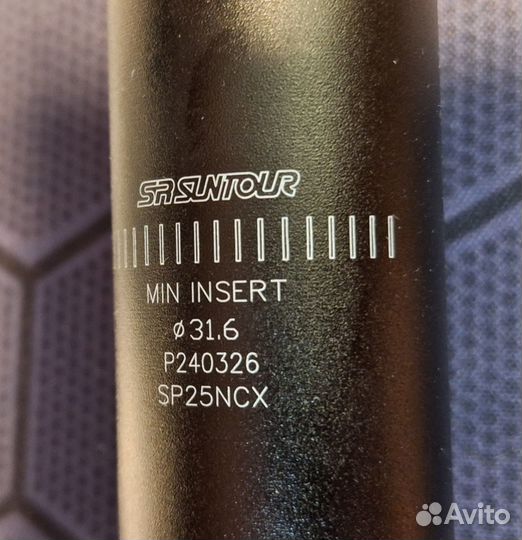 SR SUNTOUR
MIN INSERT
ø31.6
P240326
SP25NCX
Avito